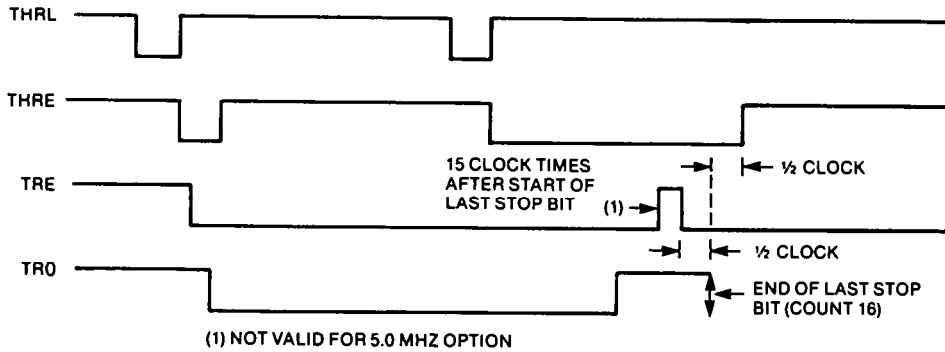 THRL
THRE
15 CLOCK TIMES
AFTER START OF
LAST STOP BIT
½ CLOCK
TRE
(1)
½ CLOCK
TRO
END OF LAST STOP
BIT (COUNT 16)
(1) NOT VALID FOR 5.0 MHZ OPTION